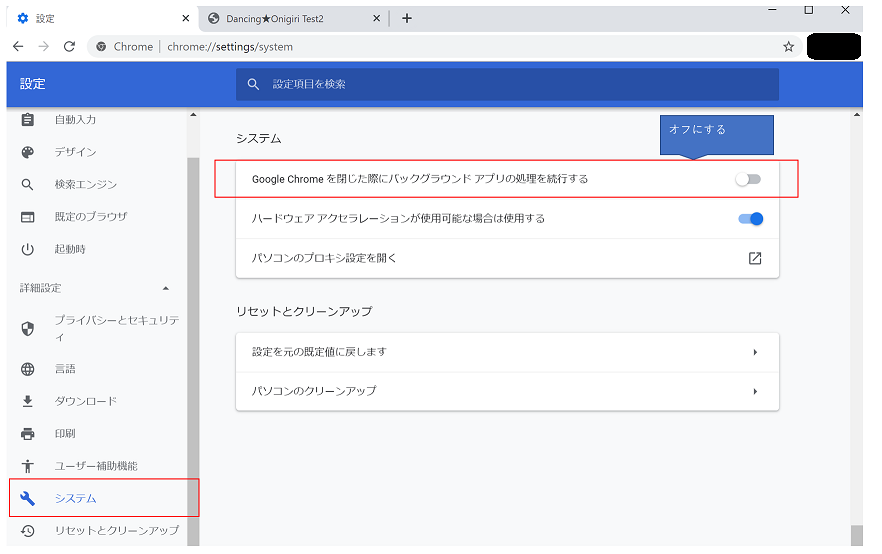 設定
Dancing★Onigiri Test2
Chrome | chrome://settings/system
設定
設定項目を検索
自動入力
デザイン
検索エンジン
既定のブラウザ
起動時
詳細設定
プライバシーとセキュリテ
ィ
言語
ダウンロード
印刷
ユーザー補助機能
システム
リセットとクリーンアップ
システム
オフにする
Google Chrome を閉じた際にバックグラウンド アプリの処理を続行する
ハードウェア アクセラレーションが使用可能な場合は使用する
パソコンのプロキシ設定を開く
リセットとクリーンアップ
設定を元の既定値に戻します
パソコンのクリーンアップ